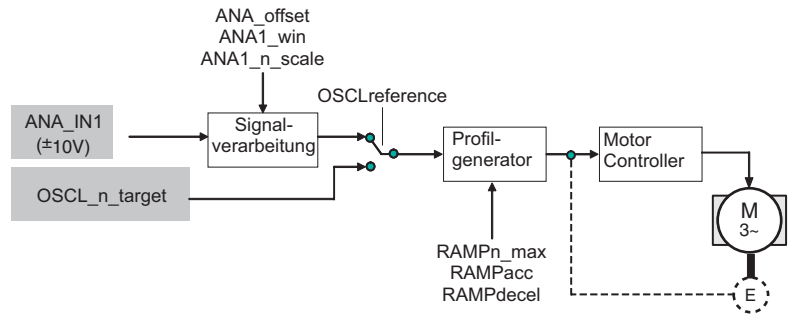 ANA_offset
ANA1_win
ANA1_n_scale
OSCLreference
ANA_IN1
(±10V)
Signal-
verarbeitung
Profil-
generator
Motor
Controller
OSCL_n_target
M
3~
RAMPn_max
RAMPacc
RAMPdecel
E